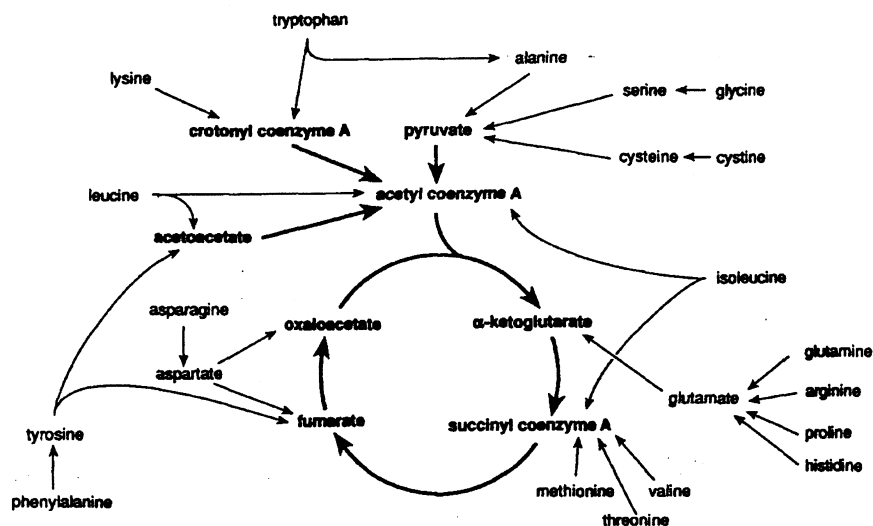 tryptophan
alanine
lysine
serine
glycine
crotonyl coenzyme A
pyruvate
cysteine
cystine
leucine
acetyl coenzyme A
acetoacetate
isoleucine
asparagine
oxaloacetate
α-ketoglutarate
glutamine
aspartate
glutamate
arginine
fumarate
succinyl coenzyme A
tyrosine
proline
histidine
phenylalanine
methionine
valine
threonine